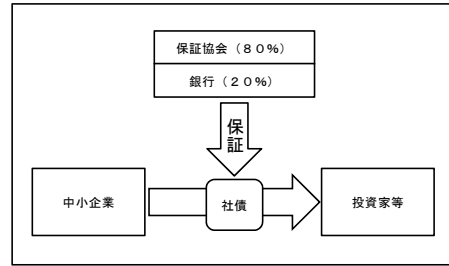 保証協会（８０％）
銀行（２０％）
保証
中小企業
社債
投資家等